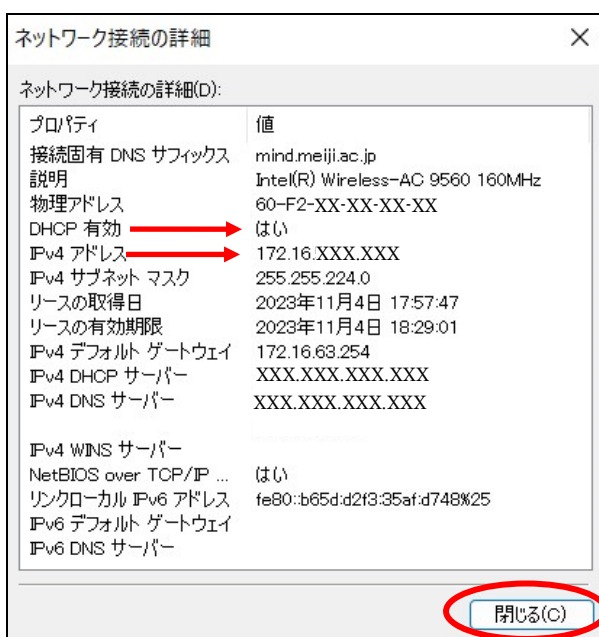 ネットワーク接続の詳細
ネットワーク接続の詳細(D):
プロパティ 値
接続固有 DNS サフィックス mind.meiji.ac.jp
説明 Intel(R) Wireless-AC 9560 160MHz
物理アドレス 60-F2-XX-XX-XX-XX
DHCP 有効 はい
IPv4 アドレス 172.16.XXX.XXX
IPv4 サブネット マスク 255.255.224.0
リースの取得日 2023年11月4日 17:57:47
リースの有効期限 2023年11月4日 18:29:01
IPv4 デフォルト ゲートウェイ 172.16.63.254
IPv4 DHCP サーバー XXX.XXX.XXX.XXX
IPv4 DNS サーバー XXX.XXX.XXX.XXX
IPv4 WINS サーバー
NetBIOS over TCP/IP ... はい
リンクローカル IPv6 アドレス fe80::b65d:d2f3:35af:d748%25
IPv6 デフォルト ゲートウェイ
IPv6 DNS サーバー
閉じる(C)